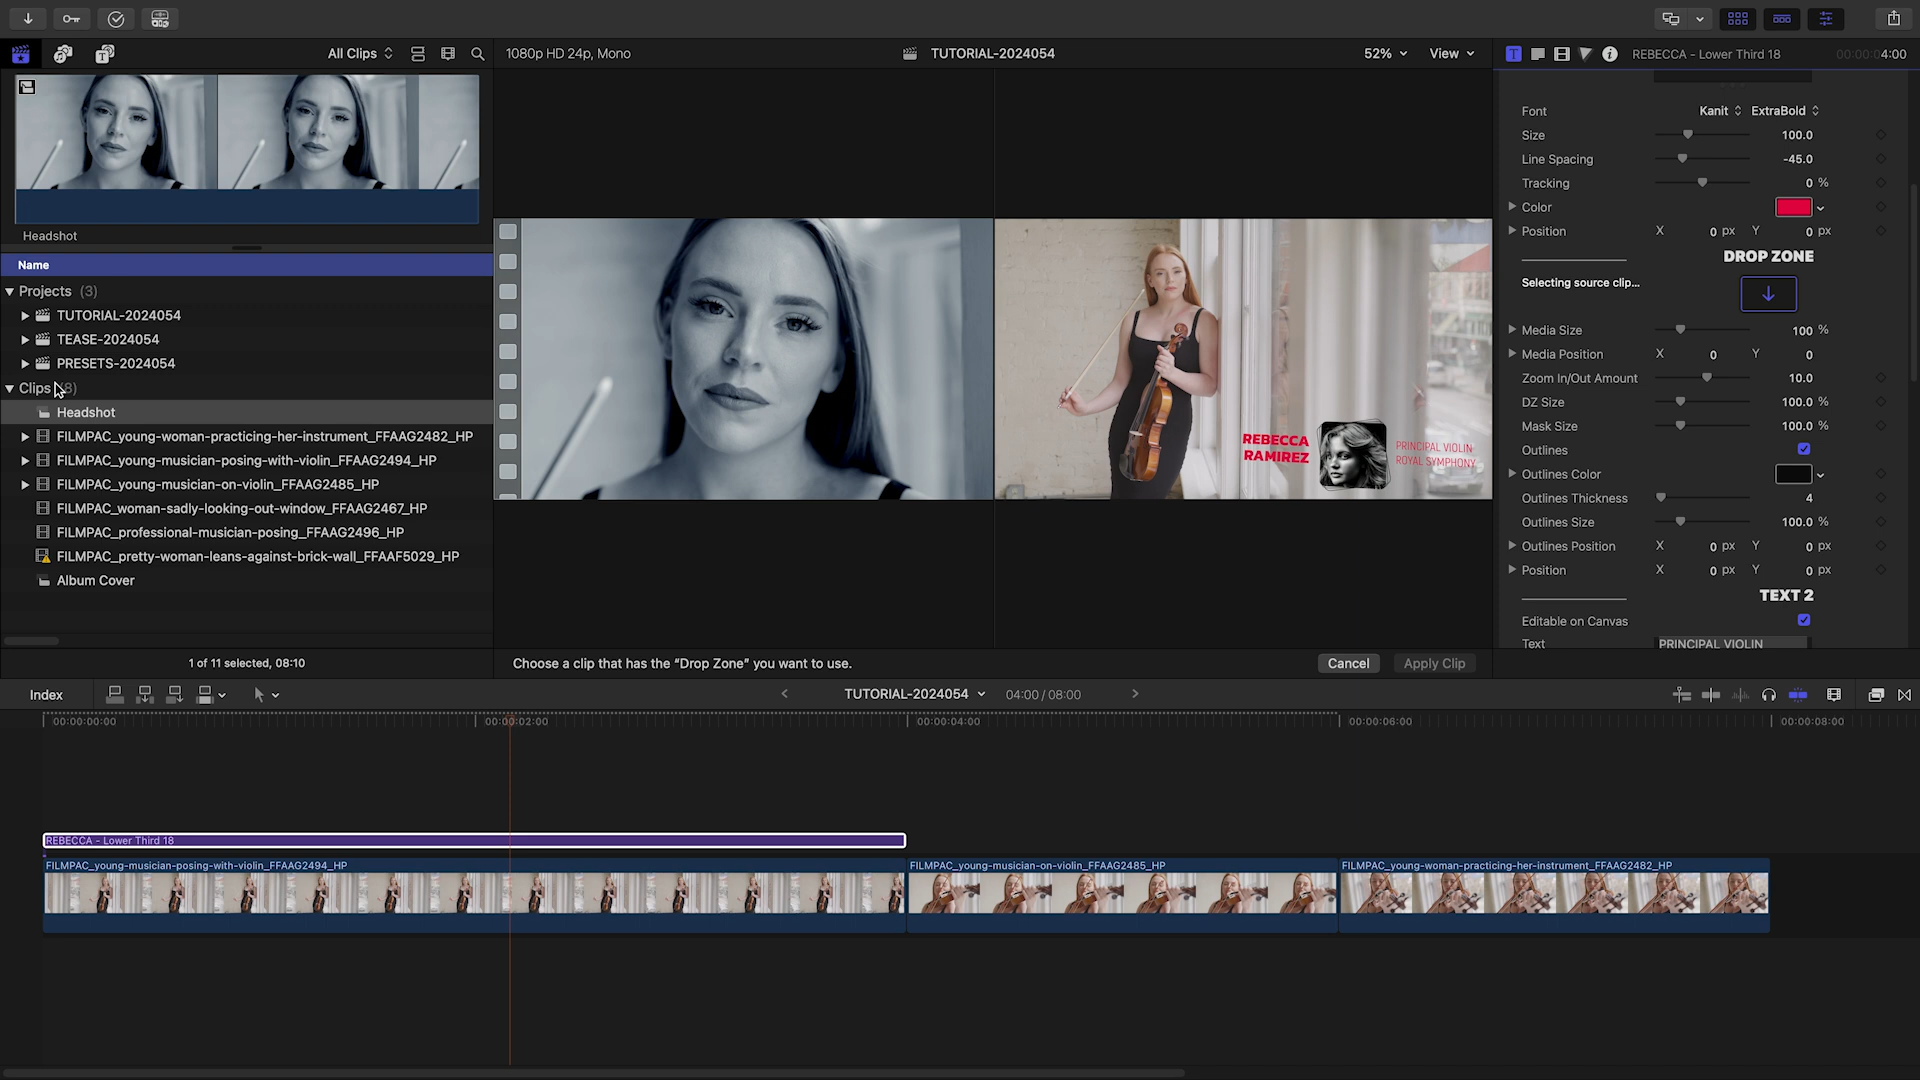 All Clips
1080p HD 24p, Mono
TUTORIAL-2024054
52%
View
REBECCA - Lower Third 18
00:00:04:00
Headshot
Name
Projects (3)
TUTORIAL-2024054
TEASE-2024054
PRESETS-2024054
Clips (8)
Headshot
FILMPAC_young-woman-practicing-her-instrument_FFAAG2482_HP
FILMPAC_young-musician-posing-with-violin_FFAAG2494_HP
FILMPAC_young-musician-on-violin_FFAAG2485_HP
FILMPAC_woman-sadly-looking-out-window_FFAAG2467_HP
FILMPAC_professional-musician-posing_FFAAG2496_HP
FILMPAC_pretty-woman-leans-against-brick-wall_FFAAF5029_HP
Album Cover
1 of 11 selected, 08:10
REBECCA
RAMIREZ
PRINCIPAL VIOLIN
ROYAL SYMPHONY
Choose a clip that has the “Drop Zone” you want to use.
Cancel
Apply Clip
Font Kanit ExtraBold
Size 100.0
Line Spacing -45.0
Tracking 0 %
Color
Position X 0 px Y 0 px
DROP ZONE
Selecting source clip...
Media Size 100 %
Media Position X 0 Y 0
Zoom In/Out Amount 10.0
DZ Size 100.0 %
Mask Size 100.0 %
Outlines
Outlines Color
Outlines Thickness 4
Outlines Size 100.0 %
Outlines Position X 0 px Y 0 px
Position X 0 px Y 0 px
TEXT 2
Editable on Canvas
Text PRINCIPAL VIOLIN
Index
TUTORIAL-2024054
04:00 / 08:00
00:00:00:00
00:00:02:00
00:00:04:00
00:00:06:00
00:00:08:00
REBECCA - Lower Third 18
FILMPAC_young-musician-posing-with-violin_FFAAG2494_HP
FILMPAC_young-musician-on-violin_FFAAG2485_HP
FILMPAC_young-woman-practicing-her-instrument_FFAAG2482_HP